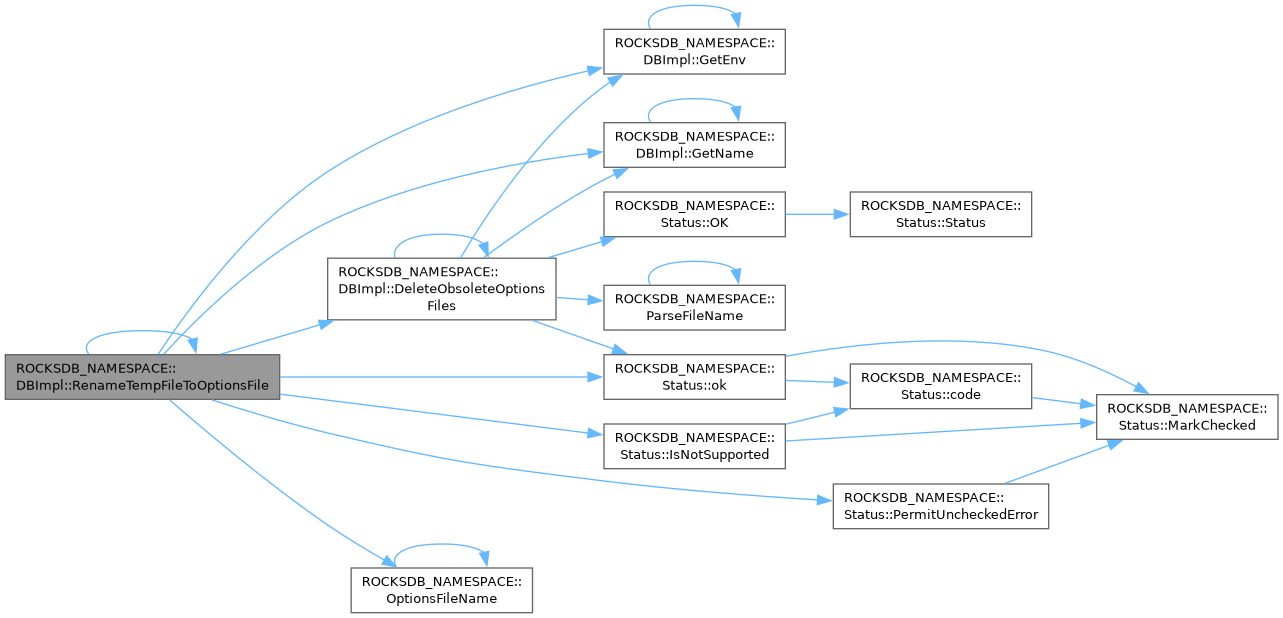 ROCKSDB_NAMESPACE::
DBImpl::GetEnv
ROCKSDB_NAMESPACE::
DBImpl::GetName
ROCKSDB_NAMESPACE::
Status::OK
ROCKSDB_NAMESPACE::
Status::Status
ROCKSDB_NAMESPACE::
DBImpl::DeleteObsoleteOptions
Files
ROCKSDB_NAMESPACE::
ParseFileName
ROCKSDB_NAMESPACE::
DBImpl::RenameTempFileToOptionsFile
ROCKSDB_NAMESPACE::
Status::ok
ROCKSDB_NAMESPACE::
Status::code
ROCKSDB_NAMESPACE::
Status::MarkChecked
ROCKSDB_NAMESPACE::
Status::IsNotSupported
ROCKSDB_NAMESPACE::
Status::PermitUncheckedError
ROCKSDB_NAMESPACE::
OptionsFileName